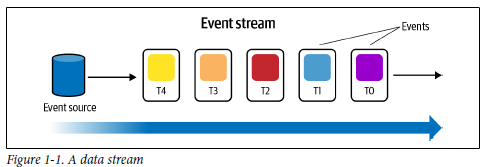 Event stream
Events
T4
T3
T2
T1
T0
Event source
Figure 1-1. A data stream